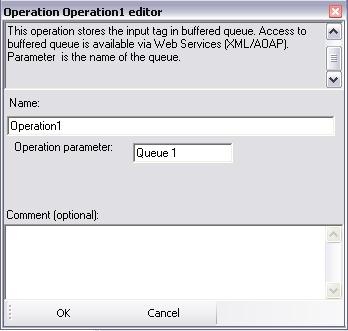 Operation Operation1 editor
This operation stores the input tag in buffered queue. Access to
buffered queue is available via Web Services (XML/AOAP).
Parameter is the name of the queue.
Name:
Operation1
Operation parameter:
Queue 1
Comment (optional):
OK
Cancel